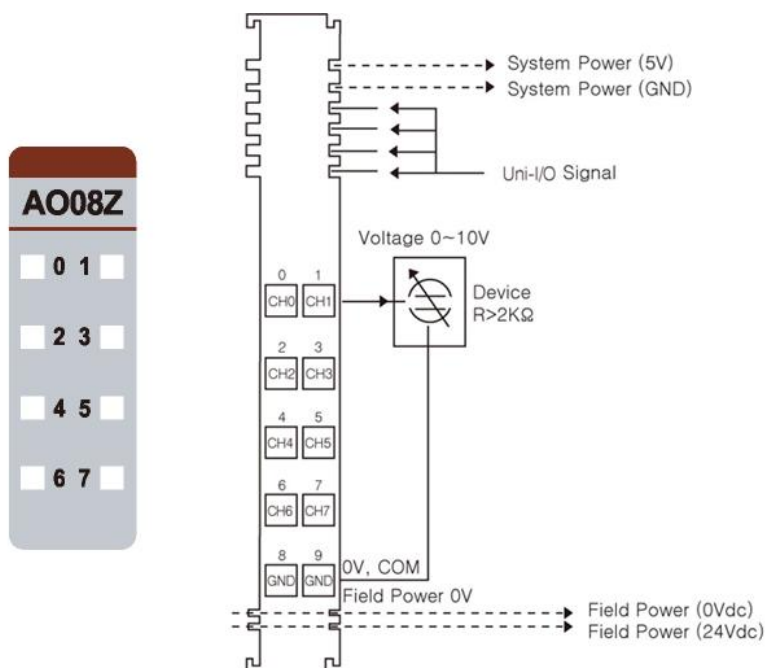 AO08Z
0 1
2 3
4 5
6 7
System Power (5V)
System Power (GND)
Uni-I/O Signal
Voltage 0~10V
Device
R>2KΩ
0 1
CH0 CH1
2 3
CH2 CH3
4 5
CH4 CH5
6 7
CH6 CH7
8 9
GND GND
0V, COM
Field Power 0V
Field Power (0Vdc)
Field Power (24Vdc)